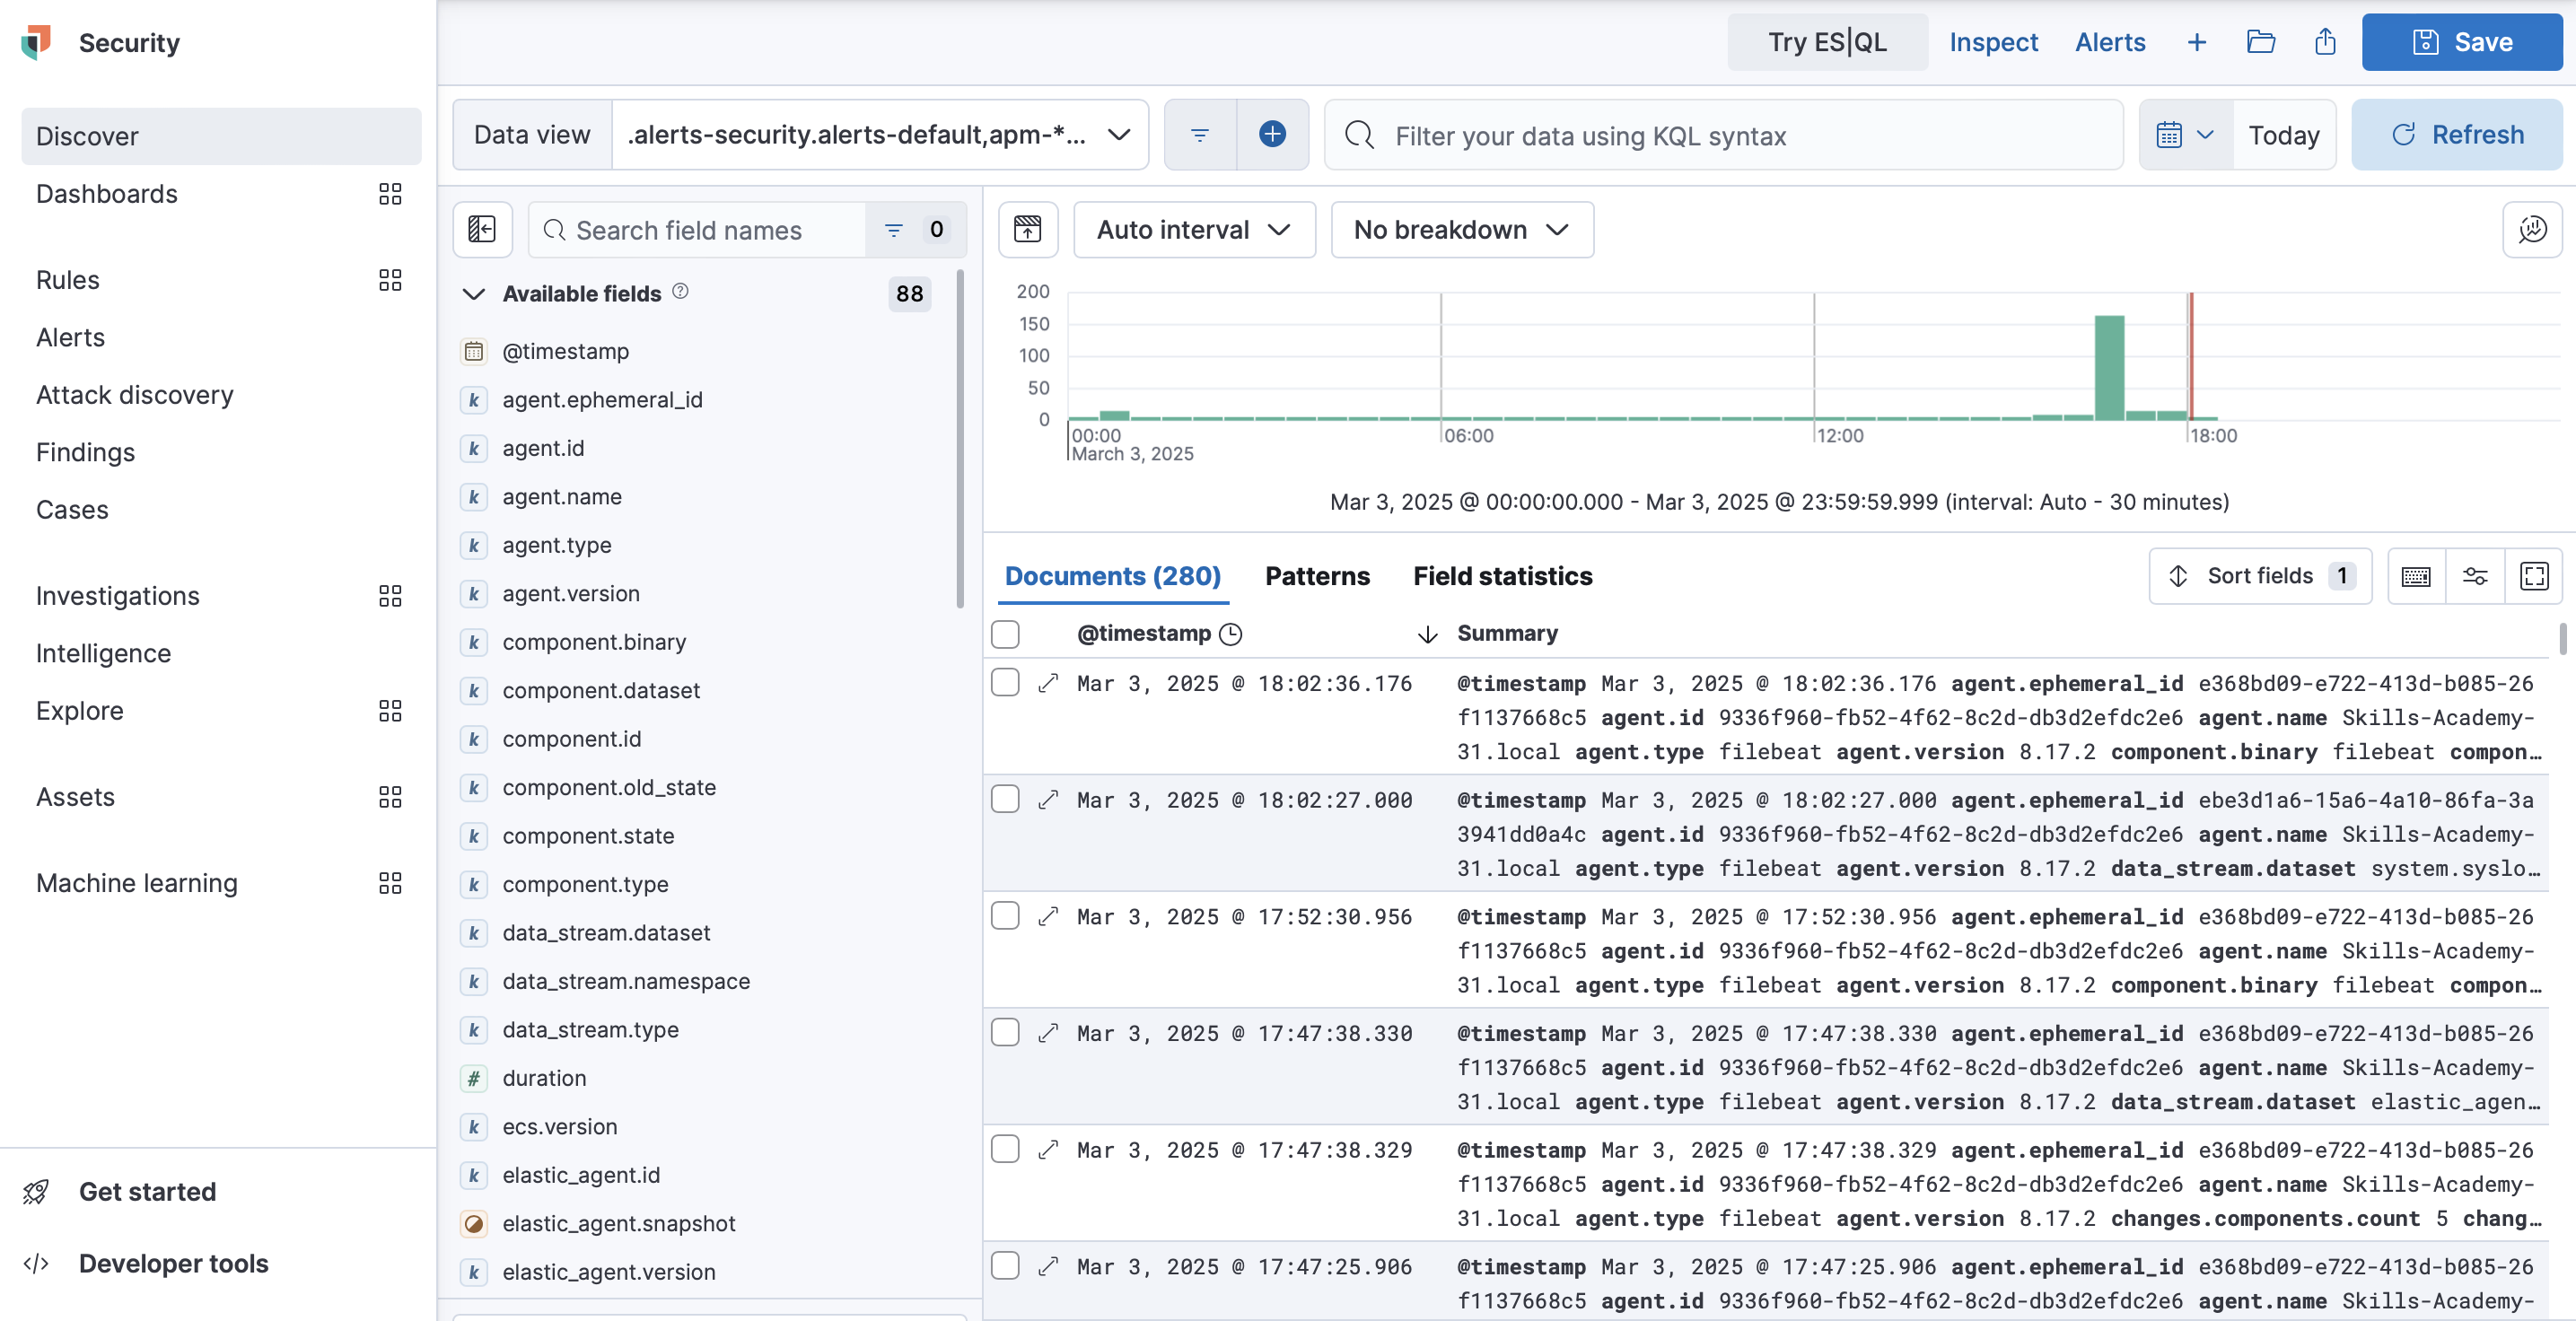 Security
Try ES|QL
Inspect
Alerts
Save
Discover
Dashboards
Rules
Alerts
Attack discovery
Findings
Cases
Investigations
Intelligence
Explore
Assets
Machine learning
Get started
Developer tools
Data view
.alerts-security.alerts-default,apm-*...
Filter your data using KQL syntax
Today
Refresh
Search field names
0
Available fields
88
@timestamp
k agent.ephemeral_id
k agent.id
k agent.name
k agent.type
k agent.version
k component.binary
k component.dataset
k component.id
k component.old_state
k component.state
k component.type
k data_stream.dataset
k data_stream.namespace
k data_stream.type
# duration
k ecs.version
k elastic_agent.id
elastic_agent.snapshot
k elastic_agent.version
Auto interval
No breakdown
200
150
100
50
0
00:00
06:00
12:00
18:00
March 3, 2025
Mar 3, 2025 @ 00:00:00.000 - Mar 3, 2025 @ 23:59:59.999 (interval: Auto - 30 minutes)
Documents (280)
Patterns
Field statistics
Sort fields 1
@timestamp
Summary
Mar 3, 2025 @ 18:02:36.176
@timestamp Mar 3, 2025 @ 18:02:36.176 agent.ephemeral_id e368bd09-e722-413d-b085-26
f1137668c5 agent.id 9336f960-fb52-4f62-8c2d-db3d2efdc2e6 agent.name Skills-Academy-
31.local agent.type filebeat agent.version 8.17.2 component.binary filebeat compon…
Mar 3, 2025 @ 18:02:27.000
@timestamp Mar 3, 2025 @ 18:02:27.000 agent.ephemeral_id ebe3d1a6-15a6-4a10-86fa-3a
3941dd0a4c agent.id 9336f960-fb52-4f62-8c2d-db3d2efdc2e6 agent.name Skills-Academy-
31.local agent.type filebeat agent.version 8.17.2 data_stream.dataset system.syslo…
Mar 3, 2025 @ 17:52:30.956
@timestamp Mar 3, 2025 @ 17:52:30.956 agent.ephemeral_id e368bd09-e722-413d-b085-26
f1137668c5 agent.id 9336f960-fb52-4f62-8c2d-db3d2efdc2e6 agent.name Skills-Academy-
31.local agent.type filebeat agent.version 8.17.2 component.binary filebeat compon…
Mar 3, 2025 @ 17:47:38.330
@timestamp Mar 3, 2025 @ 17:47:38.330 agent.ephemeral_id e368bd09-e722-413d-b085-26
f1137668c5 agent.id 9336f960-fb52-4f62-8c2d-db3d2efdc2e6 agent.name Skills-Academy-
31.local agent.type filebeat agent.version 8.17.2 data_stream.dataset elastic_agen…
Mar 3, 2025 @ 17:47:38.329
@timestamp Mar 3, 2025 @ 17:47:38.329 agent.ephemeral_id e368bd09-e722-413d-b085-26
f1137668c5 agent.id 9336f960-fb52-4f62-8c2d-db3d2efdc2e6 agent.name Skills-Academy-
31.local agent.type filebeat agent.version 8.17.2 changes.components.count 5 chang…
Mar 3, 2025 @ 17:47:25.906
@timestamp Mar 3, 2025 @ 17:47:25.906 agent.ephemeral_id e368bd09-e722-413d-b085-26
f1137668c5 agent.id 9336f960-fb52-4f62-8c2d-db3d2efdc2e6 agent.name Skills-Academy-